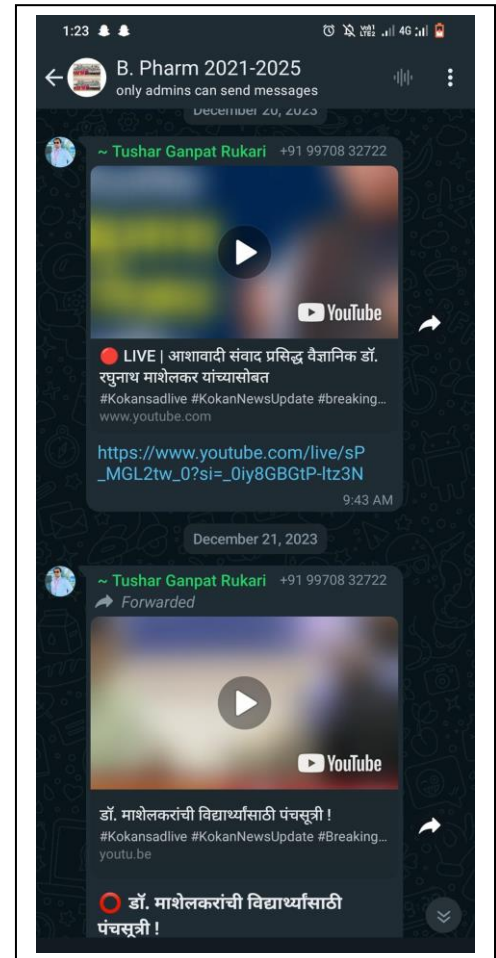 1:23
VoYI LTE2 4G
B. Pharm 2021-2025
only admins can send messages
December 20, 2023
~ Tushar Ganpat Rukari +91 99708 32722
YouTube
LIVE | आशावादी संवाद प्रसिद्ध वैज्ञानिक डॉ.
रघुनाथ माशेलकर यांच्यासोबत
#Kokansadlive #KokanNewsUpdate #breaking...
www.youtube.com
https://www.youtube.com/live/sP
_MGL2tw_0?si=_0iy8GBGtP-ltz3N
9:43 AM
December 21, 2023
~ Tushar Ganpat Rukari +91 99708 32722
Forwarded
YouTube
डॉ. माशेलकरांची विद्यार्थ्यांसाठी पंचसूत्री !
#Kokansadlive #KokanNewsUpdate #Breaking...
youtu.be
डॉ. माशेलकरांची विद्यार्थ्यांसाठी
पंचसूत्री !